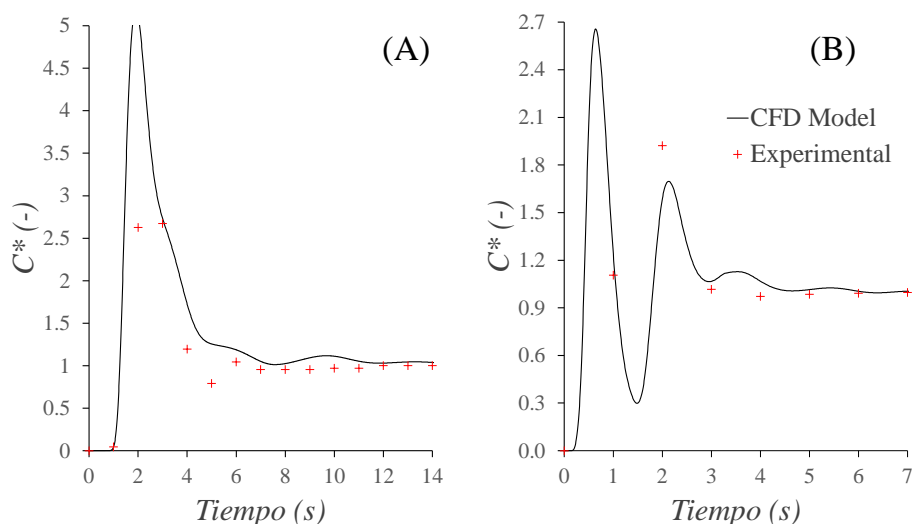 (A)
C* (-)
5
4.5
4
3.5
3
2.5
2
1.5
1
0.5
0
0 2 4 6 8 10 12 14
Tiempo (s)
(B)
CFD Model
Experimental
C* (-)
2.7
2.4
2.1
1.8
1.5
1.2
0.9
0.6
0.3
0.0
0 1 2 3 4 5 6 7
Tiempo (s)